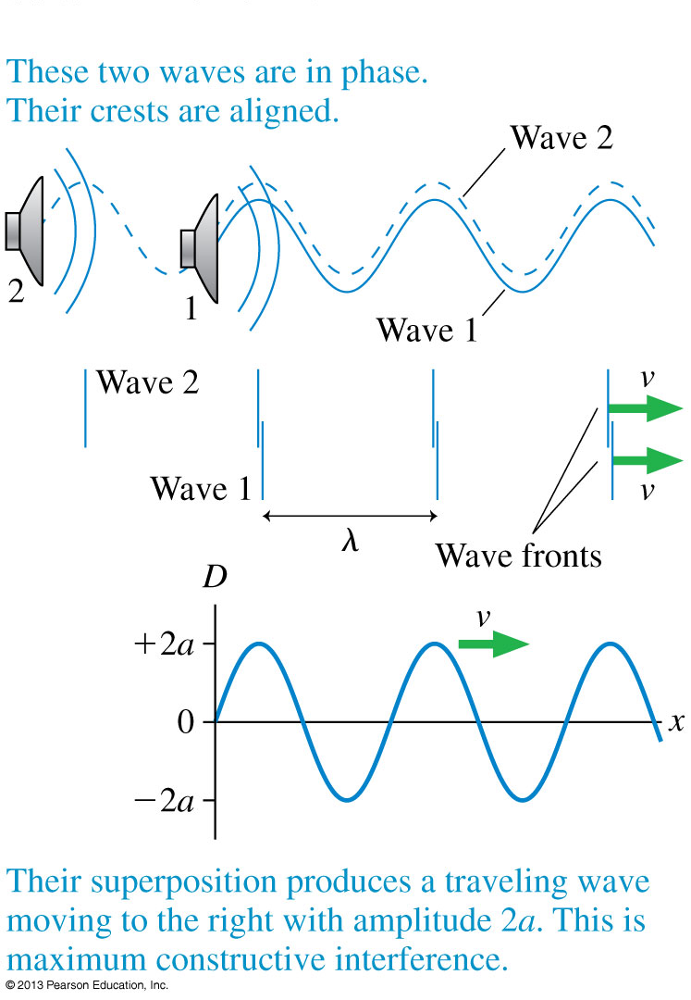 These two waves are in phase.
Their crests are aligned.
Wave 2
2
1
Wave 1
Wave 2
v
Wave 1
v
λ
Wave fronts
D
v
+2a
0
x
−2a
Their superposition produces a traveling wave
moving to the right with amplitude 2a. This is
maximum constructive interference.
© 2013 Pearson Education, Inc.